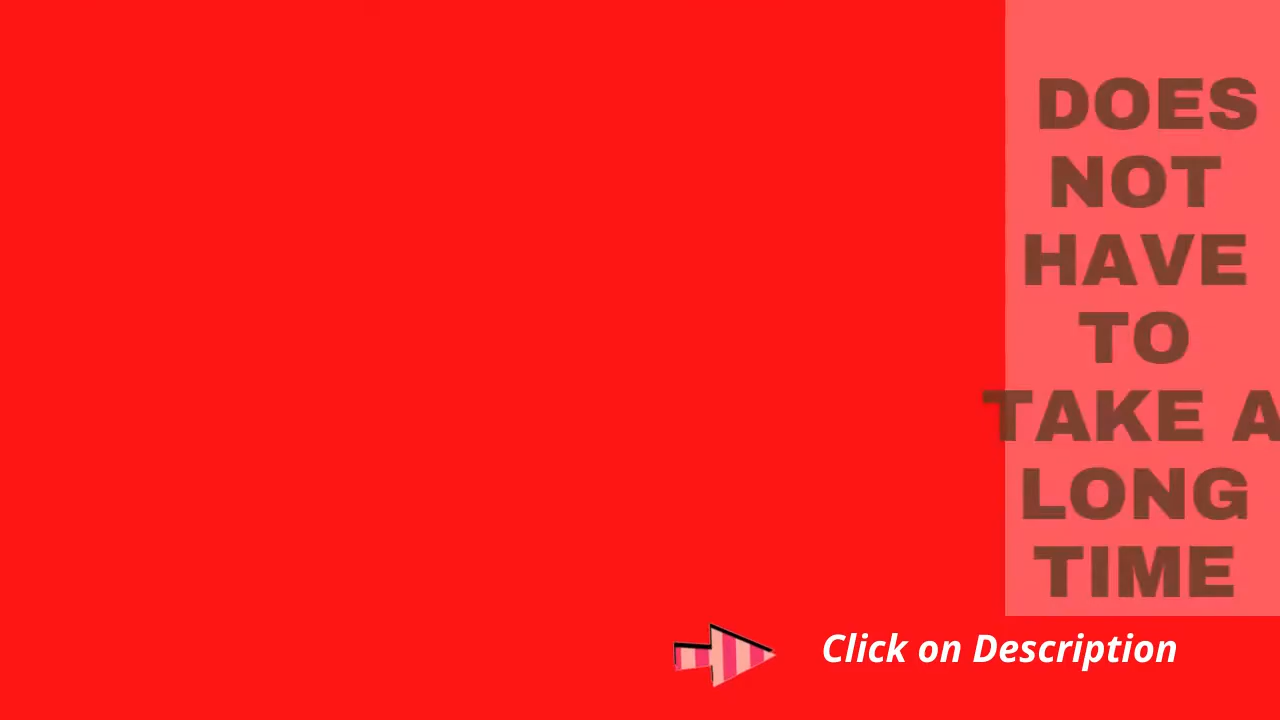 DOES
NOT
HAVE
TO
TAKE A
LONG
TIME
Click on Description